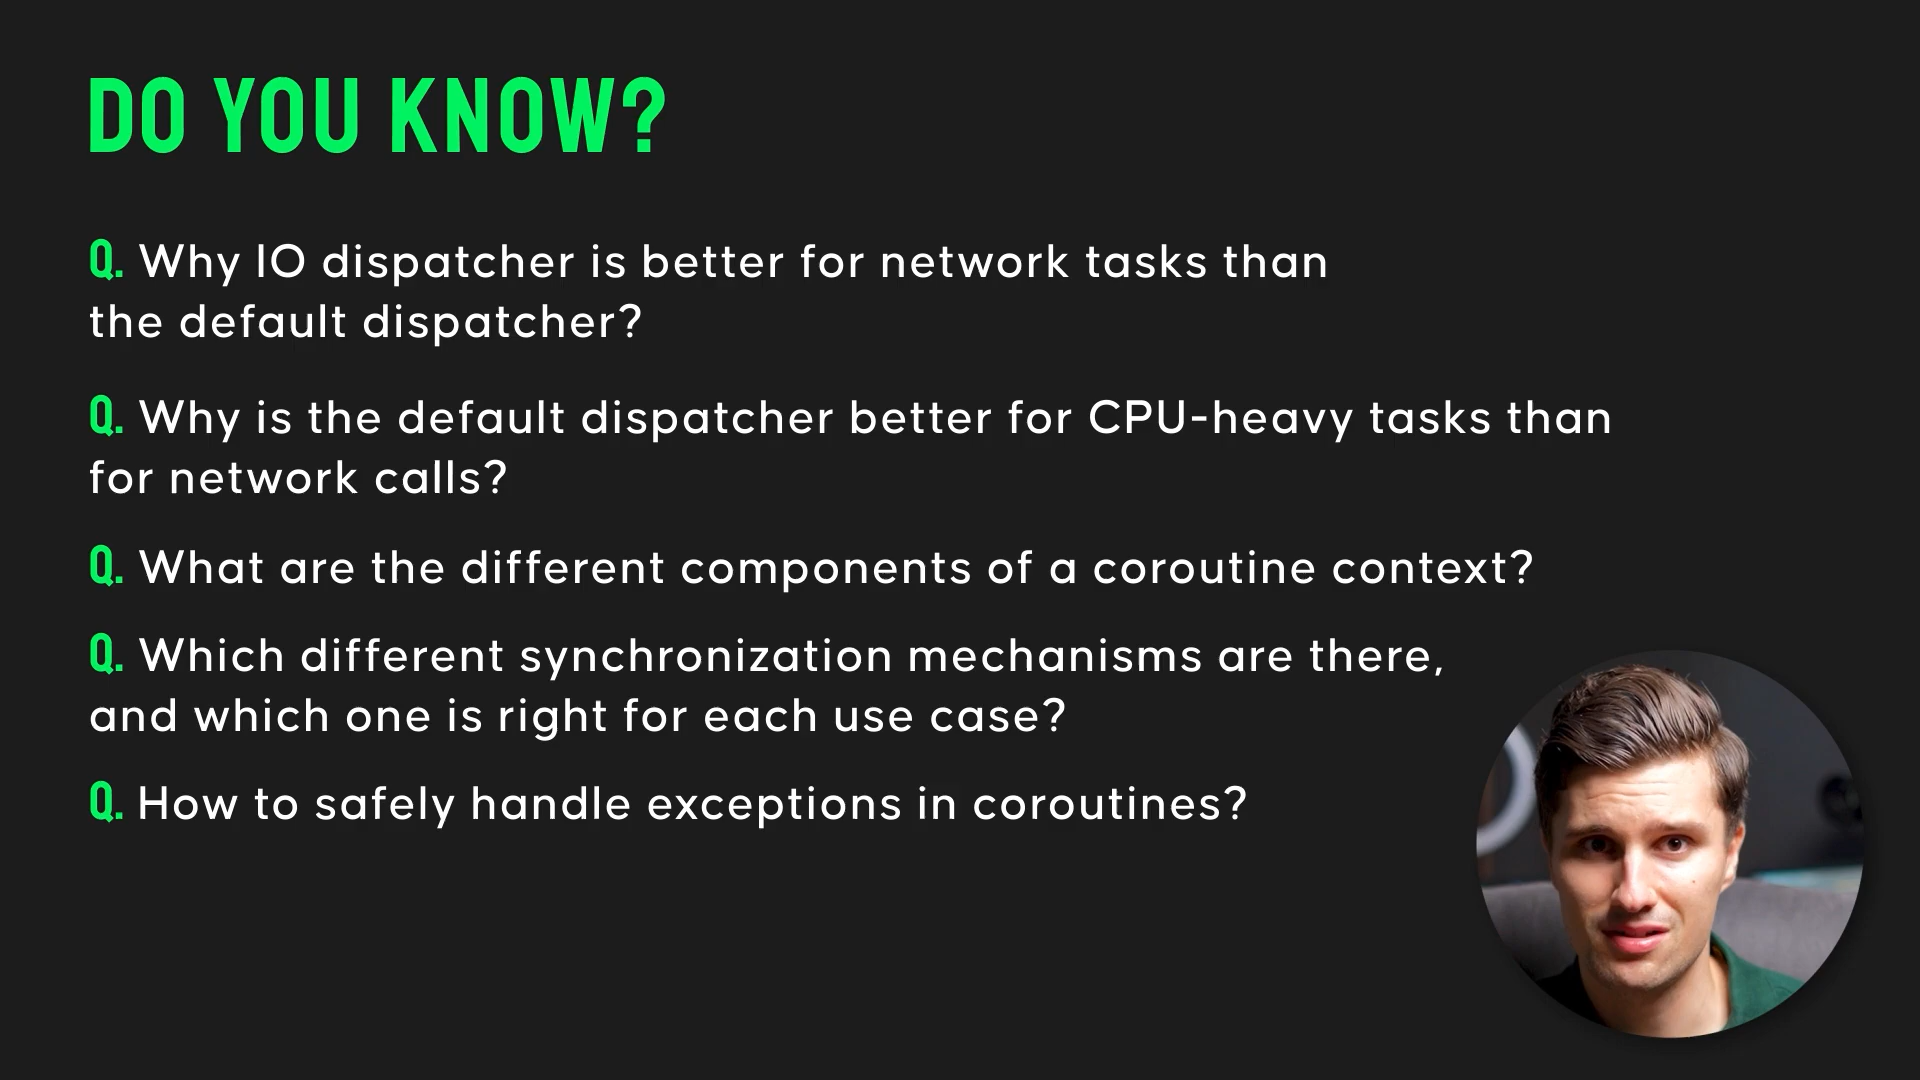 DO YOU KNOW?
Q. Why IO dispatcher is better for network tasks than
the default dispatcher?
Q. Why is the default dispatcher better for CPU-heavy tasks than
for network calls?
Q. What are the different components of a coroutine context?
Q. Which different synchronization mechanisms are there,
and which one is right for each use case?
Q. How to safely handle exceptions in coroutines?